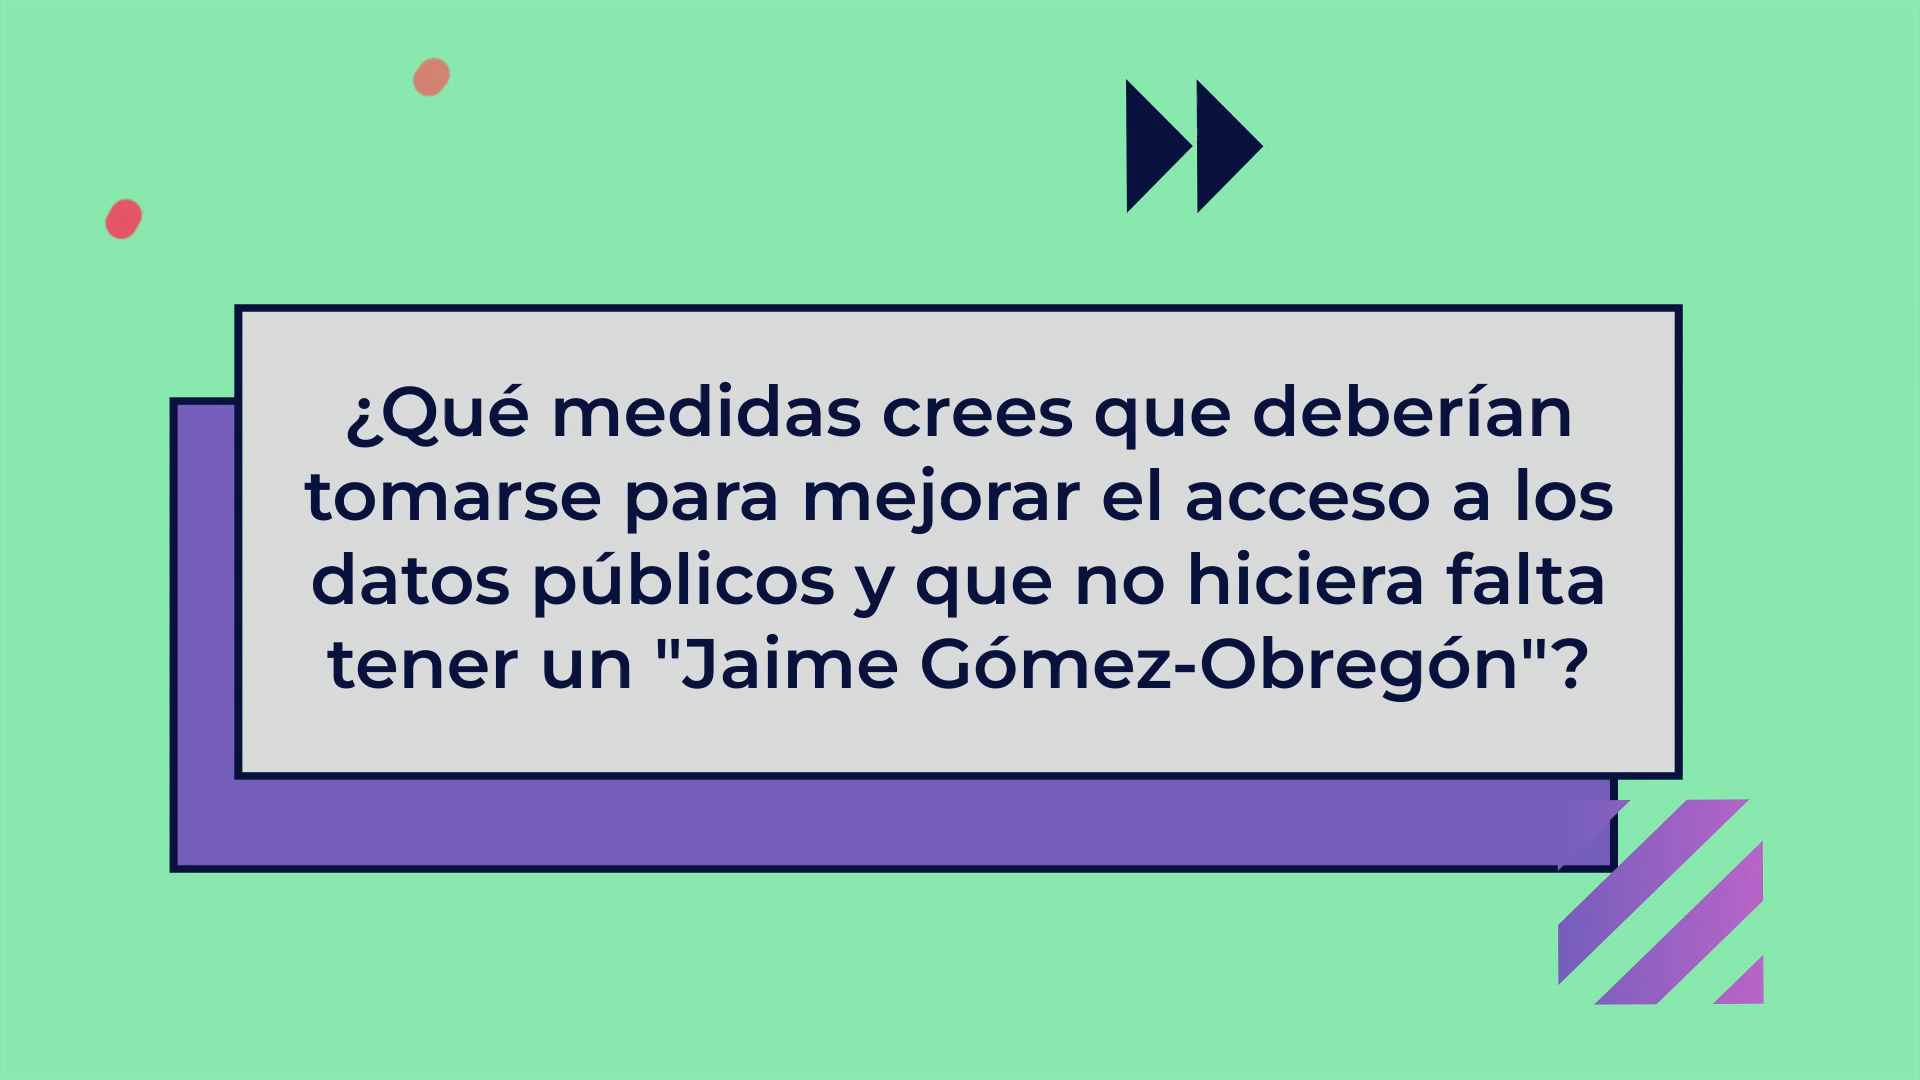 ¿Qué medidas crees que deberían
tomarse para mejorar el acceso a los
datos públicos y que no hiciera falta
tener un "Jaime Gómez-Obregón"?